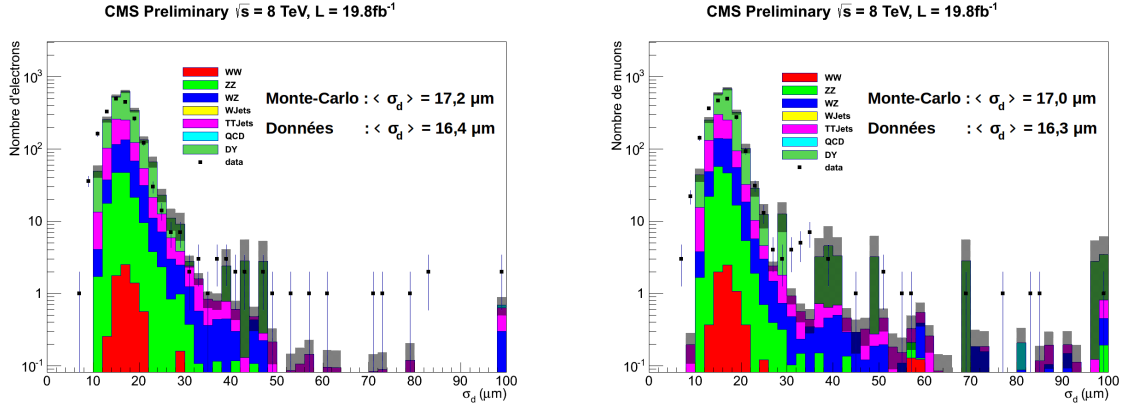 CMS Preliminary √s = 8 TeV, L = 19.8fb⁻¹
Nombre d'electrons
10³
10²
10
1
10⁻¹
WW
ZZ
WZ
WJets
TTJets
QCD
DY
data
Monte-Carlo : ‹ σd › = 17,2 µm
Données : ‹ σd › = 16,4 µm
0 10 20 30 40 50 60 70 80 90 100
σd (µm)
CMS Preliminary √s = 8 TeV, L = 19.8fb⁻¹
Nombre de muons
10³
10²
10
1
10⁻¹
WW
ZZ
WZ
WJets
TTJets
QCD
DY
data
Monte-Carlo : ‹ σd › = 17,0 µm
Données : ‹ σd › = 16,3 µm
0 10 20 30 40 50 60 70 80 90 100
σd (µm)